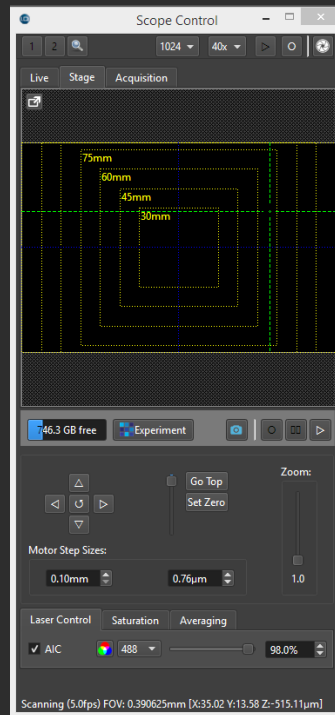 Scope Control
1 2 1024 40x
Live Stage Acquisition
75mm
60mm
45mm
30mm
746.3 GB free Experiment
Zoom:
Go Top
Set Zero
Motor Step Sizes:
0.10mm 0.76µm 1.0
Laser Control Saturation Averaging
AIC 488 98.0%
Scanning (5.0fps) FOV: 0.390625mm [X:35.02 Y:13.58 Z:-515.11µm]